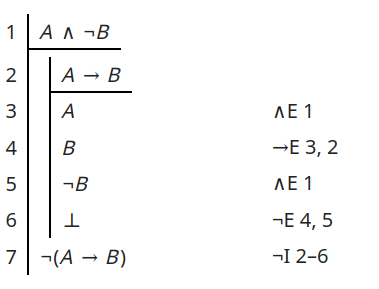 1 A ∧ ¬B
2 A → B
3 A ∧E 1
4 B →E 3, 2
5 ¬B ∧E 1
6 ⊥ ¬E 4, 5
7 ¬(A → B) ¬I 2–6